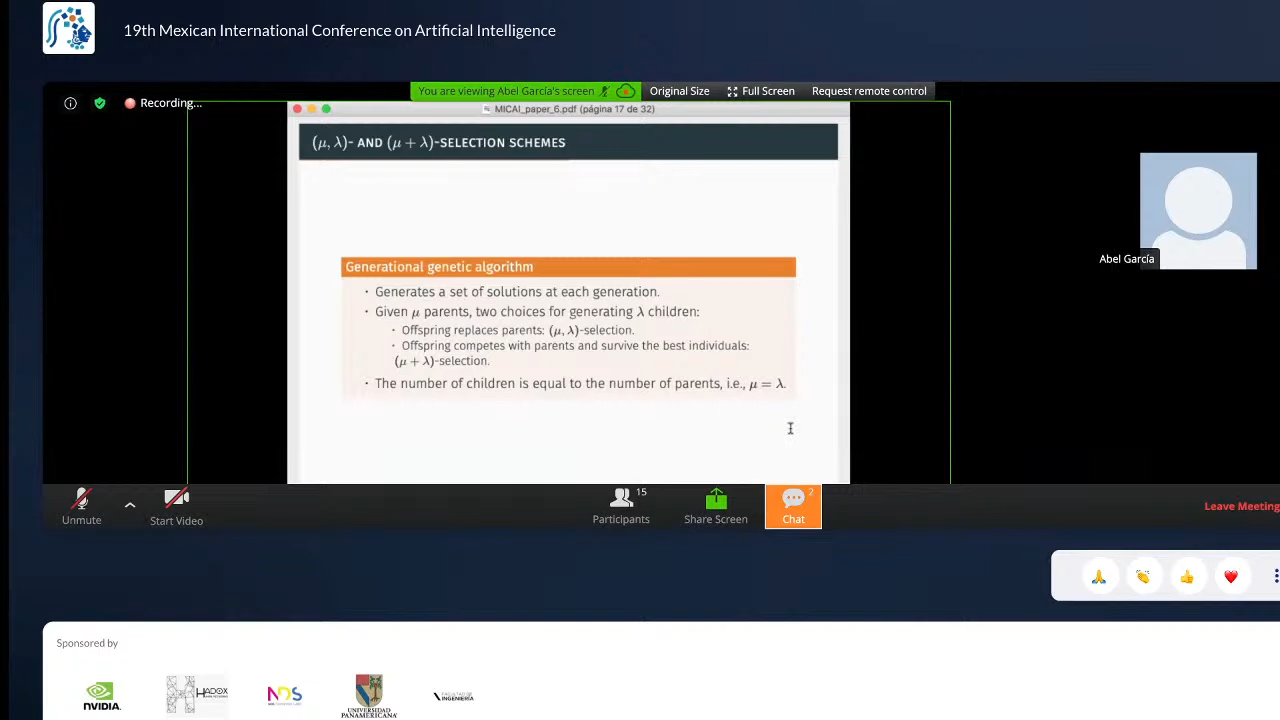 19th Mexican International Conference on Artificial Intelligence
You are viewing Abel García's screen
Original Size
Full Screen
Request remote control
Recording...
MICAI_paper_6.pdf (página 17 de 32)
(μ, λ)- AND (μ + λ)-SELECTION SCHEMES
Generational genetic algorithm
· Generates a set of solutions at each generation.
· Given μ parents, two choices for generating λ children:
· Offspring replaces parents: (μ, λ)-selection.
· Offspring competes with parents and survive the best individuals:
(μ + λ)-selection.
· The number of children is equal to the number of parents, i.e., μ = λ.
Abel García
Unmute
Start Video
15
Participants
Share Screen
2
Chat
Leave Meeting
Sponsored by
NVIDIA.
HADOX
NDS
UNIVERSIDAD
PANAMERICANA
INGENIERÍA